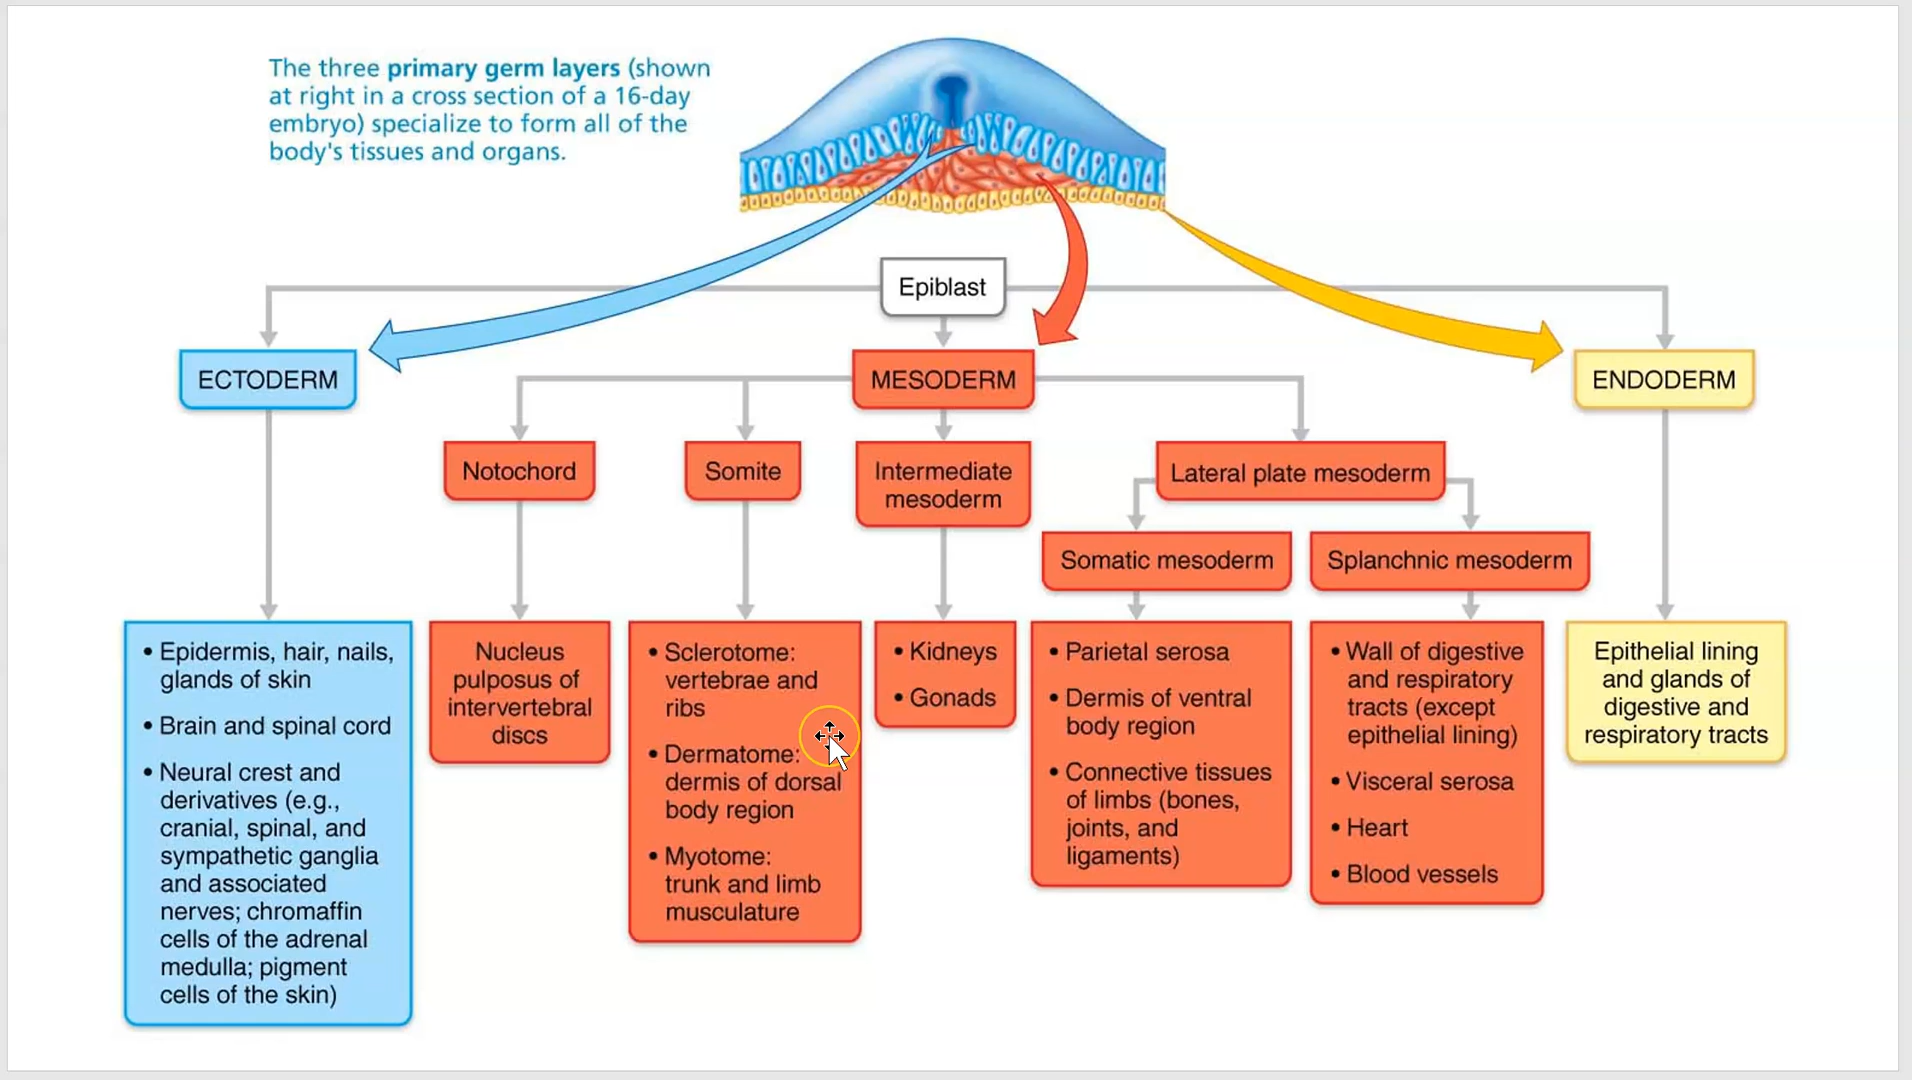 The three primary germ layers (shown
at right in a cross section of a 16-day
embryo) specialize to form all of the
body's tissues and organs.
Epiblast
ECTODERM
MESODERM
ENDODERM
Notochord
Somite
Intermediate
mesoderm
Lateral plate mesoderm
Somatic mesoderm
Splanchnic mesoderm
• Epidermis, hair, nails,
glands of skin
• Brain and spinal cord
• Neural crest and
derivatives (e.g.,
cranial, spinal, and
sympathetic ganglia
and associated
nerves; chromaffin
cells of the adrenal
medulla; pigment
cells of the skin)
Nucleus
pulposus of
intervertebral
discs
• Sclerotome:
vertebrae and
ribs
• Dermatome:
dermis of dorsal
body region
• Myotome:
trunk and limb
musculature
• Kidneys
• Gonads
• Parietal serosa
• Dermis of ventral
body region
• Connective tissues
of limbs (bones,
joints, and
ligaments)
• Wall of digestive
and respiratory
tracts (except
epithelial lining)
• Visceral serosa
• Heart
• Blood vessels
Epithelial lining
and glands of
digestive and
respiratory tracts